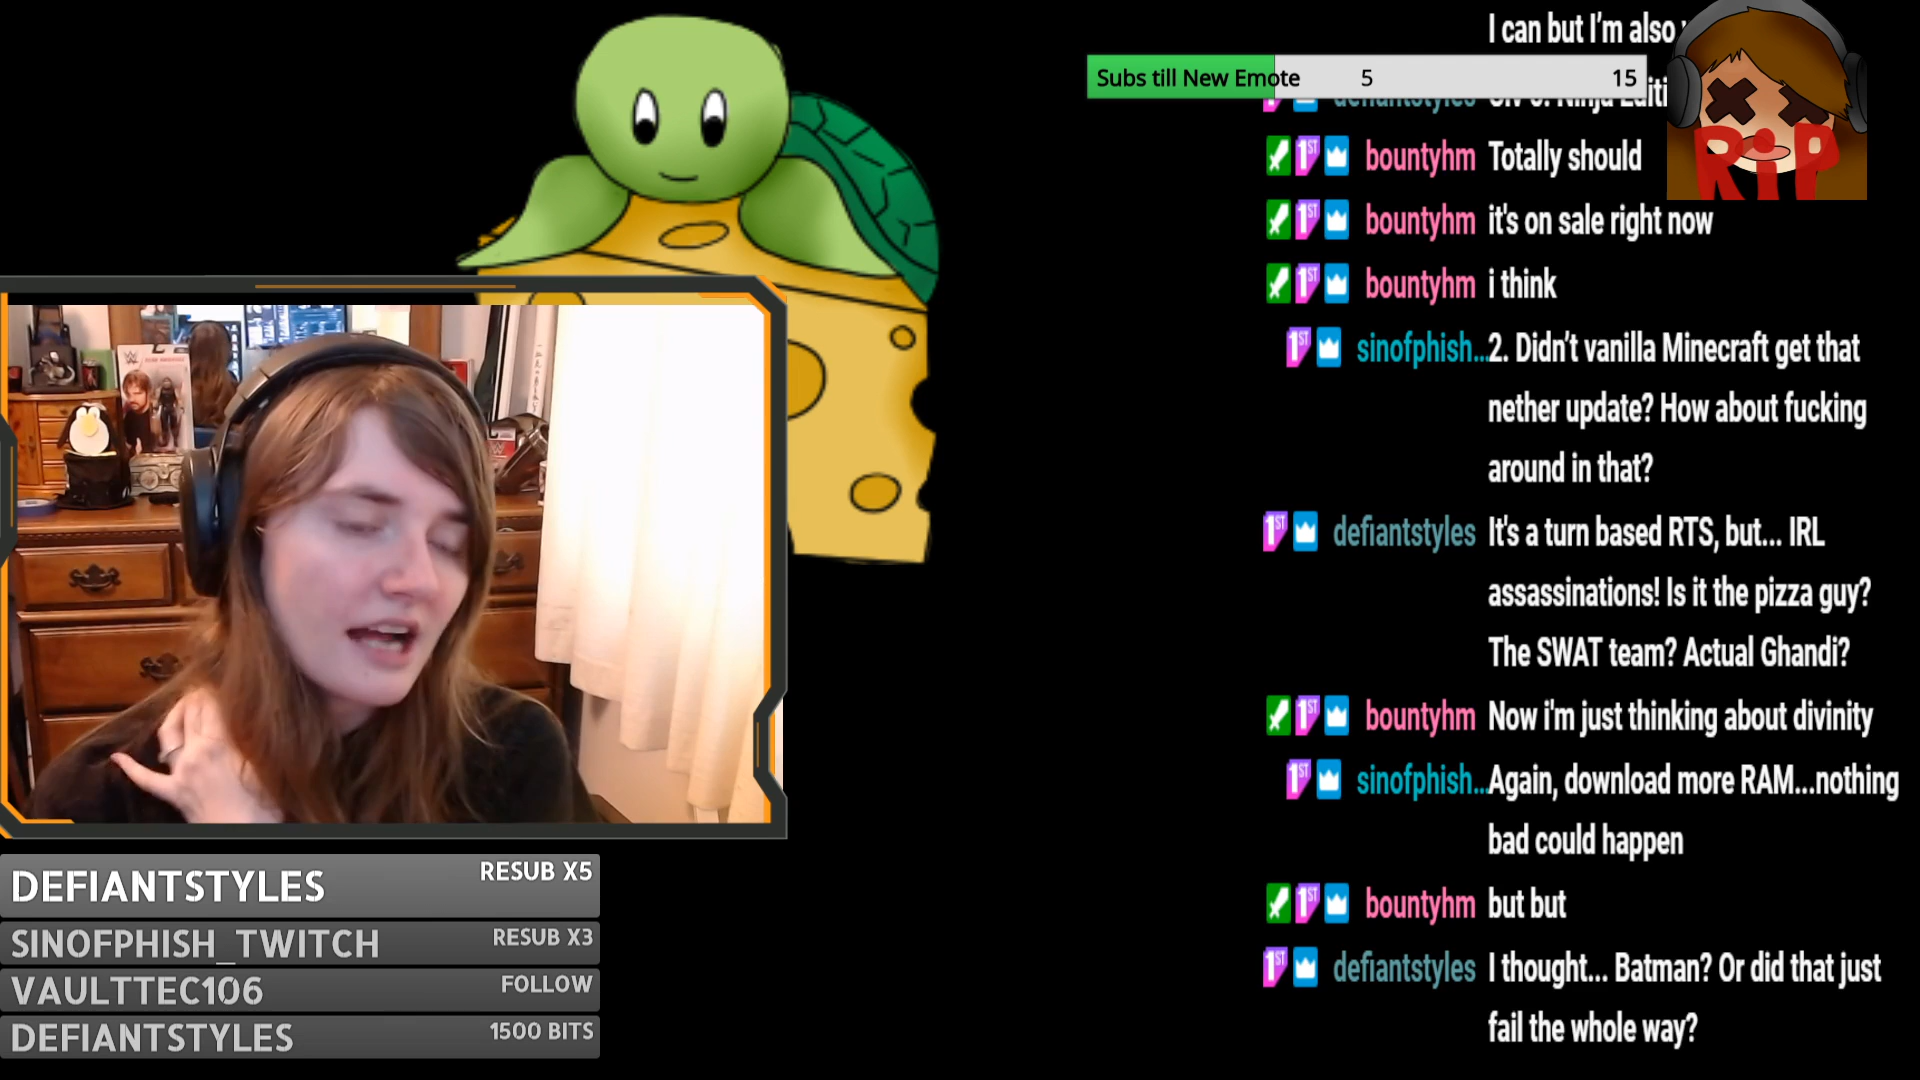 I can but I'm also
Subs till New Emote 5 15
defiantstyles
bountyhm Totally should
RiP
bountyhm it's on sale right now
bountyhm i think
sinofphish... 2. Didn't vanilla Minecraft get that
nether update? How about fucking
around in that?
defiantstyles It's a turn based RTS, but... IRL
assassinations! Is it the pizza guy?
The SWAT team? Actual Ghandi?
bountyhm Now i'm just thinking about divinity
sinofphish... Again, download more RAM...nothing
bad could happen
bountyhm but but
defiantstyles I thought... Batman? Or did that just
fail the whole way?
DEFIANTSTYLES RESUB X5
SINOFPHISH_TWITCH RESUB X3
VAULTTEC106 FOLLOW
DEFIANTSTYLES 1500 BITS